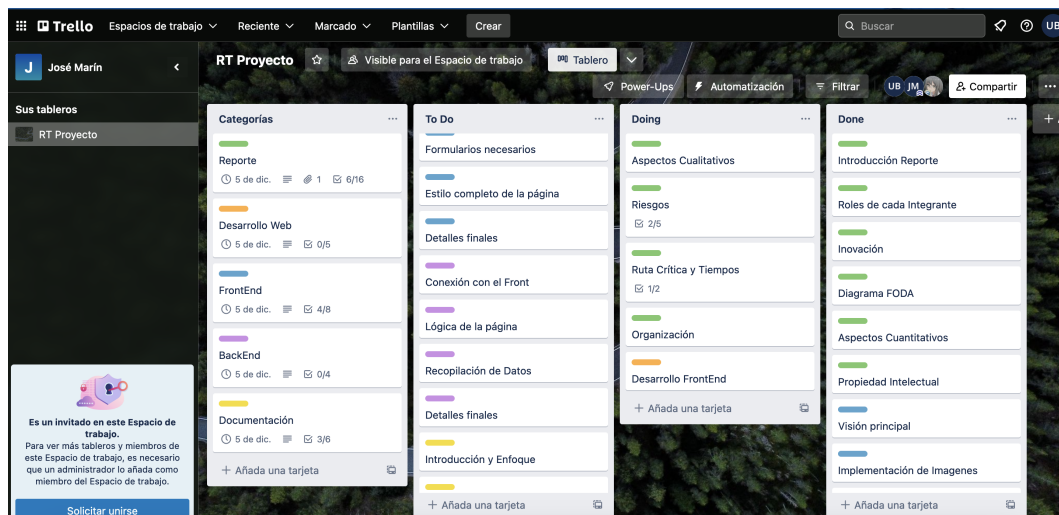 Trello
Espacios de trabajo
Reciente
Marcado
Plantillas
Crear
Buscar
UB
J
José Marín
RT Proyecto
Visible para el Espacio de trabajo
Tablero
Power-Ups
Automatización
Filtrar
UB
JM
Compartir
Sus tableros
RT Proyecto
Categorías
Reporte
5 de dic.
1
6/16
Desarrollo Web
5 de dic.
0/5
FrontEnd
5 de dic.
4/8
BackEnd
5 de dic.
0/4
Documentación
5 de dic.
3/6
+ Añada una tarjeta
To Do
Formularios necesarios
Estilo completo de la página
Detalles finales
Conexión con el Front
Lógica de la página
Recopilación de Datos
Detalles finales
Introducción y Enfoque
+ Añada una tarjeta
Doing
Aspectos Cualitativos
Riesgos
2/5
Ruta Crítica y Tiempos
1/2
Organización
Desarrollo FrontEnd
+ Añada una tarjeta
Done
Introducción Reporte
Roles de cada Integrante
Inovación
Diagrama FODA
Aspectos Cuantitativos
Propiedad Intelectual
Visión principal
Implementación de Imagenes
+ Añada una tarjeta
Es un invitado en este Espacio de
trabajo.
Para ver más tableros y miembros de
este Espacio de trabajo, es necesario
que un administrador lo añada como
miembro del Espacio de trabajo.
Solicitar unirse